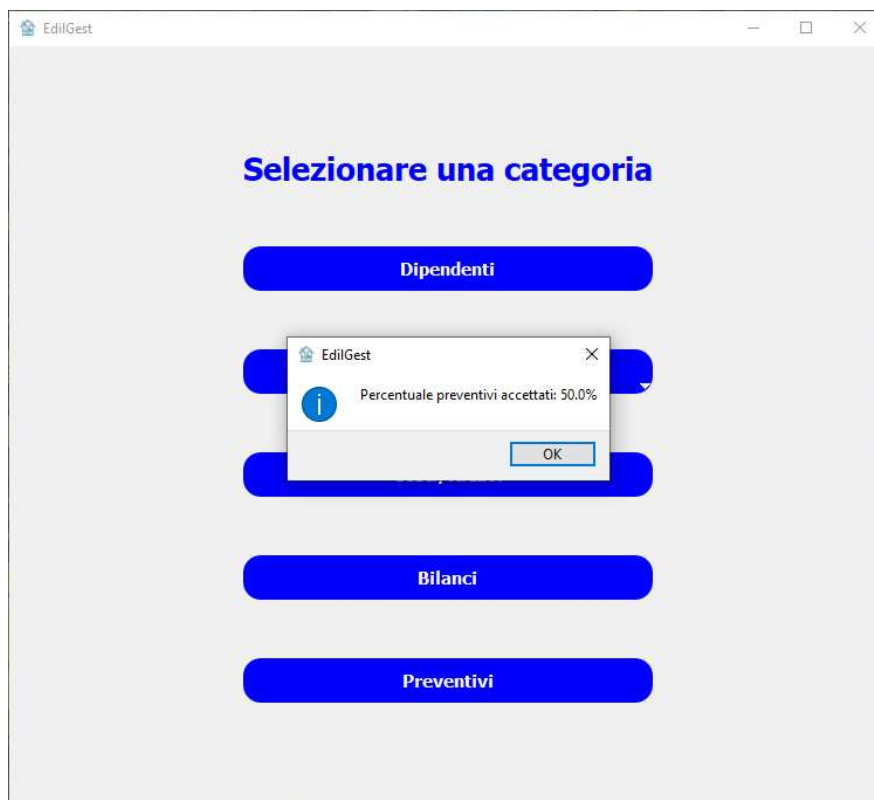 EdilGest
Selezionare una categoria
Dipendenti
EdilGest
Percentuale preventivi accettati: 50.0%
OK
Bilanci
Preventivi